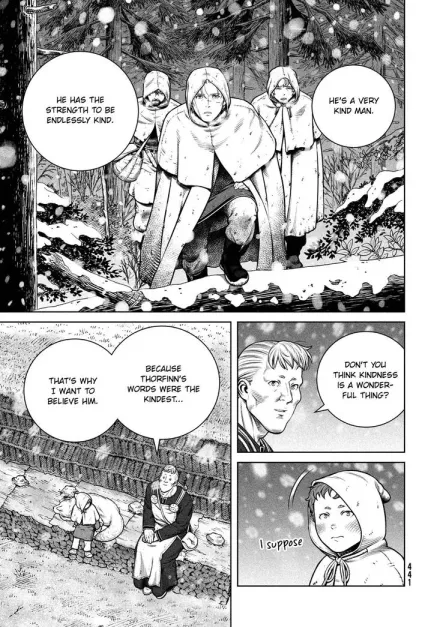 HE'S A VERY
KIND MAN.
HE HAS THE
STRENGTH TO BE
ENDLESSLY KIND.
DON'T YOU
THINK KINDNESS
IS A WONDER-
FUL THING?
I suppose
BECAUSE
THORFINN'S
WORDS WERE THE
KINDEST...
THAT'S WHY
I WANT TO
BELIEVE HIM.
441